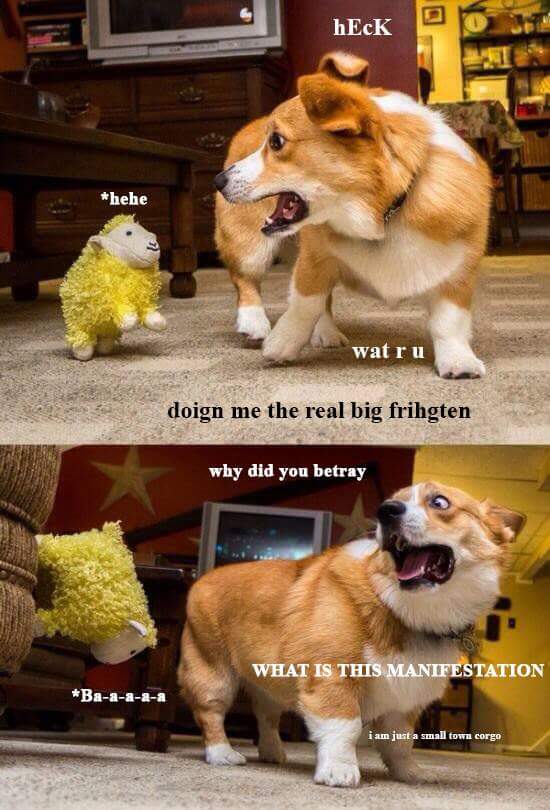 hEcK
*hehe
wat r u
doign me the real big frihgten
why did you betray
WHAT IS THIS MANIFESTATION
*Ba-a-a-a-a
i am just a small town corgo